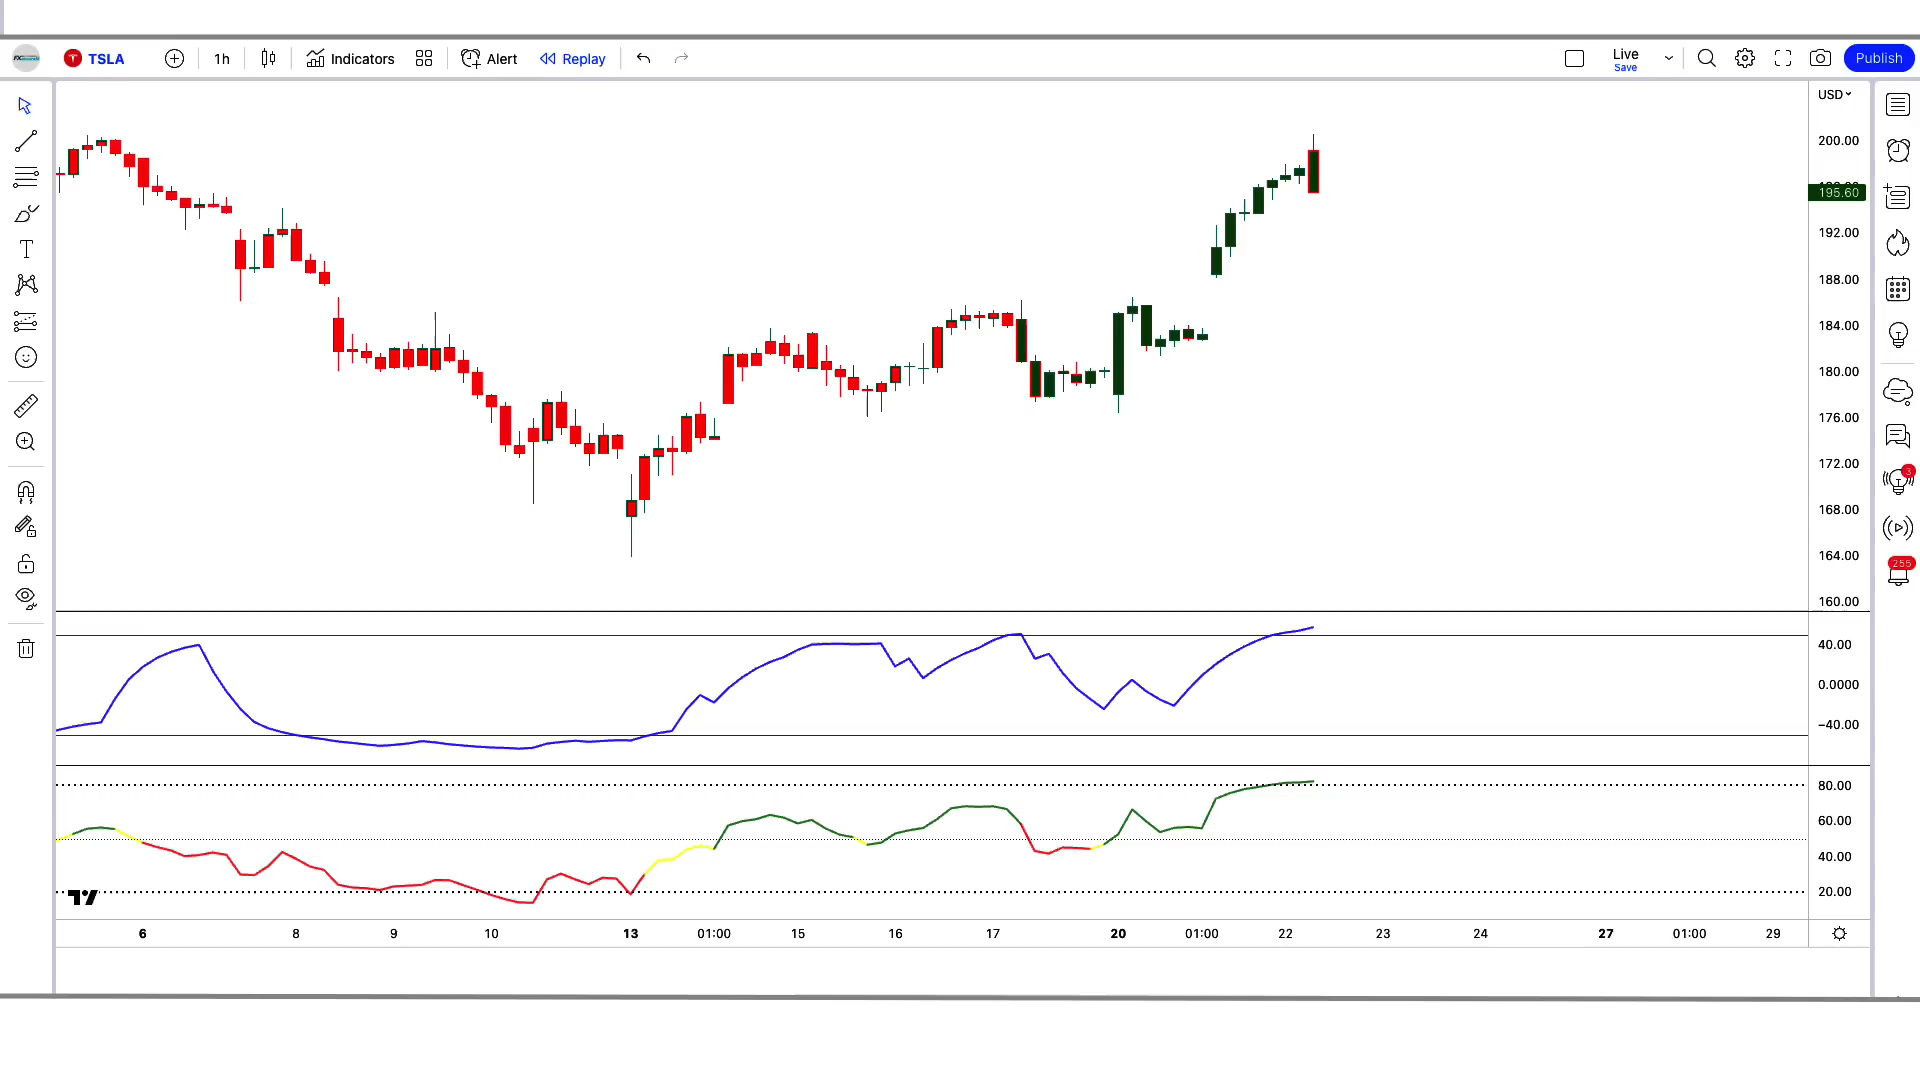 TSLA
1h
Indicators
Alert
Replay
Live
Save
Publish
USD
200.00
195.60
192.00
188.00
184.00
180.00
176.00
172.00
168.00
164.00
160.00
40.00
0.0000
−40.00
80.00
60.00
40.00
20.00
6 8 9 10 13 01:00 15 16 17 20 01:00 22 23 24 27 01:00 29
3
255